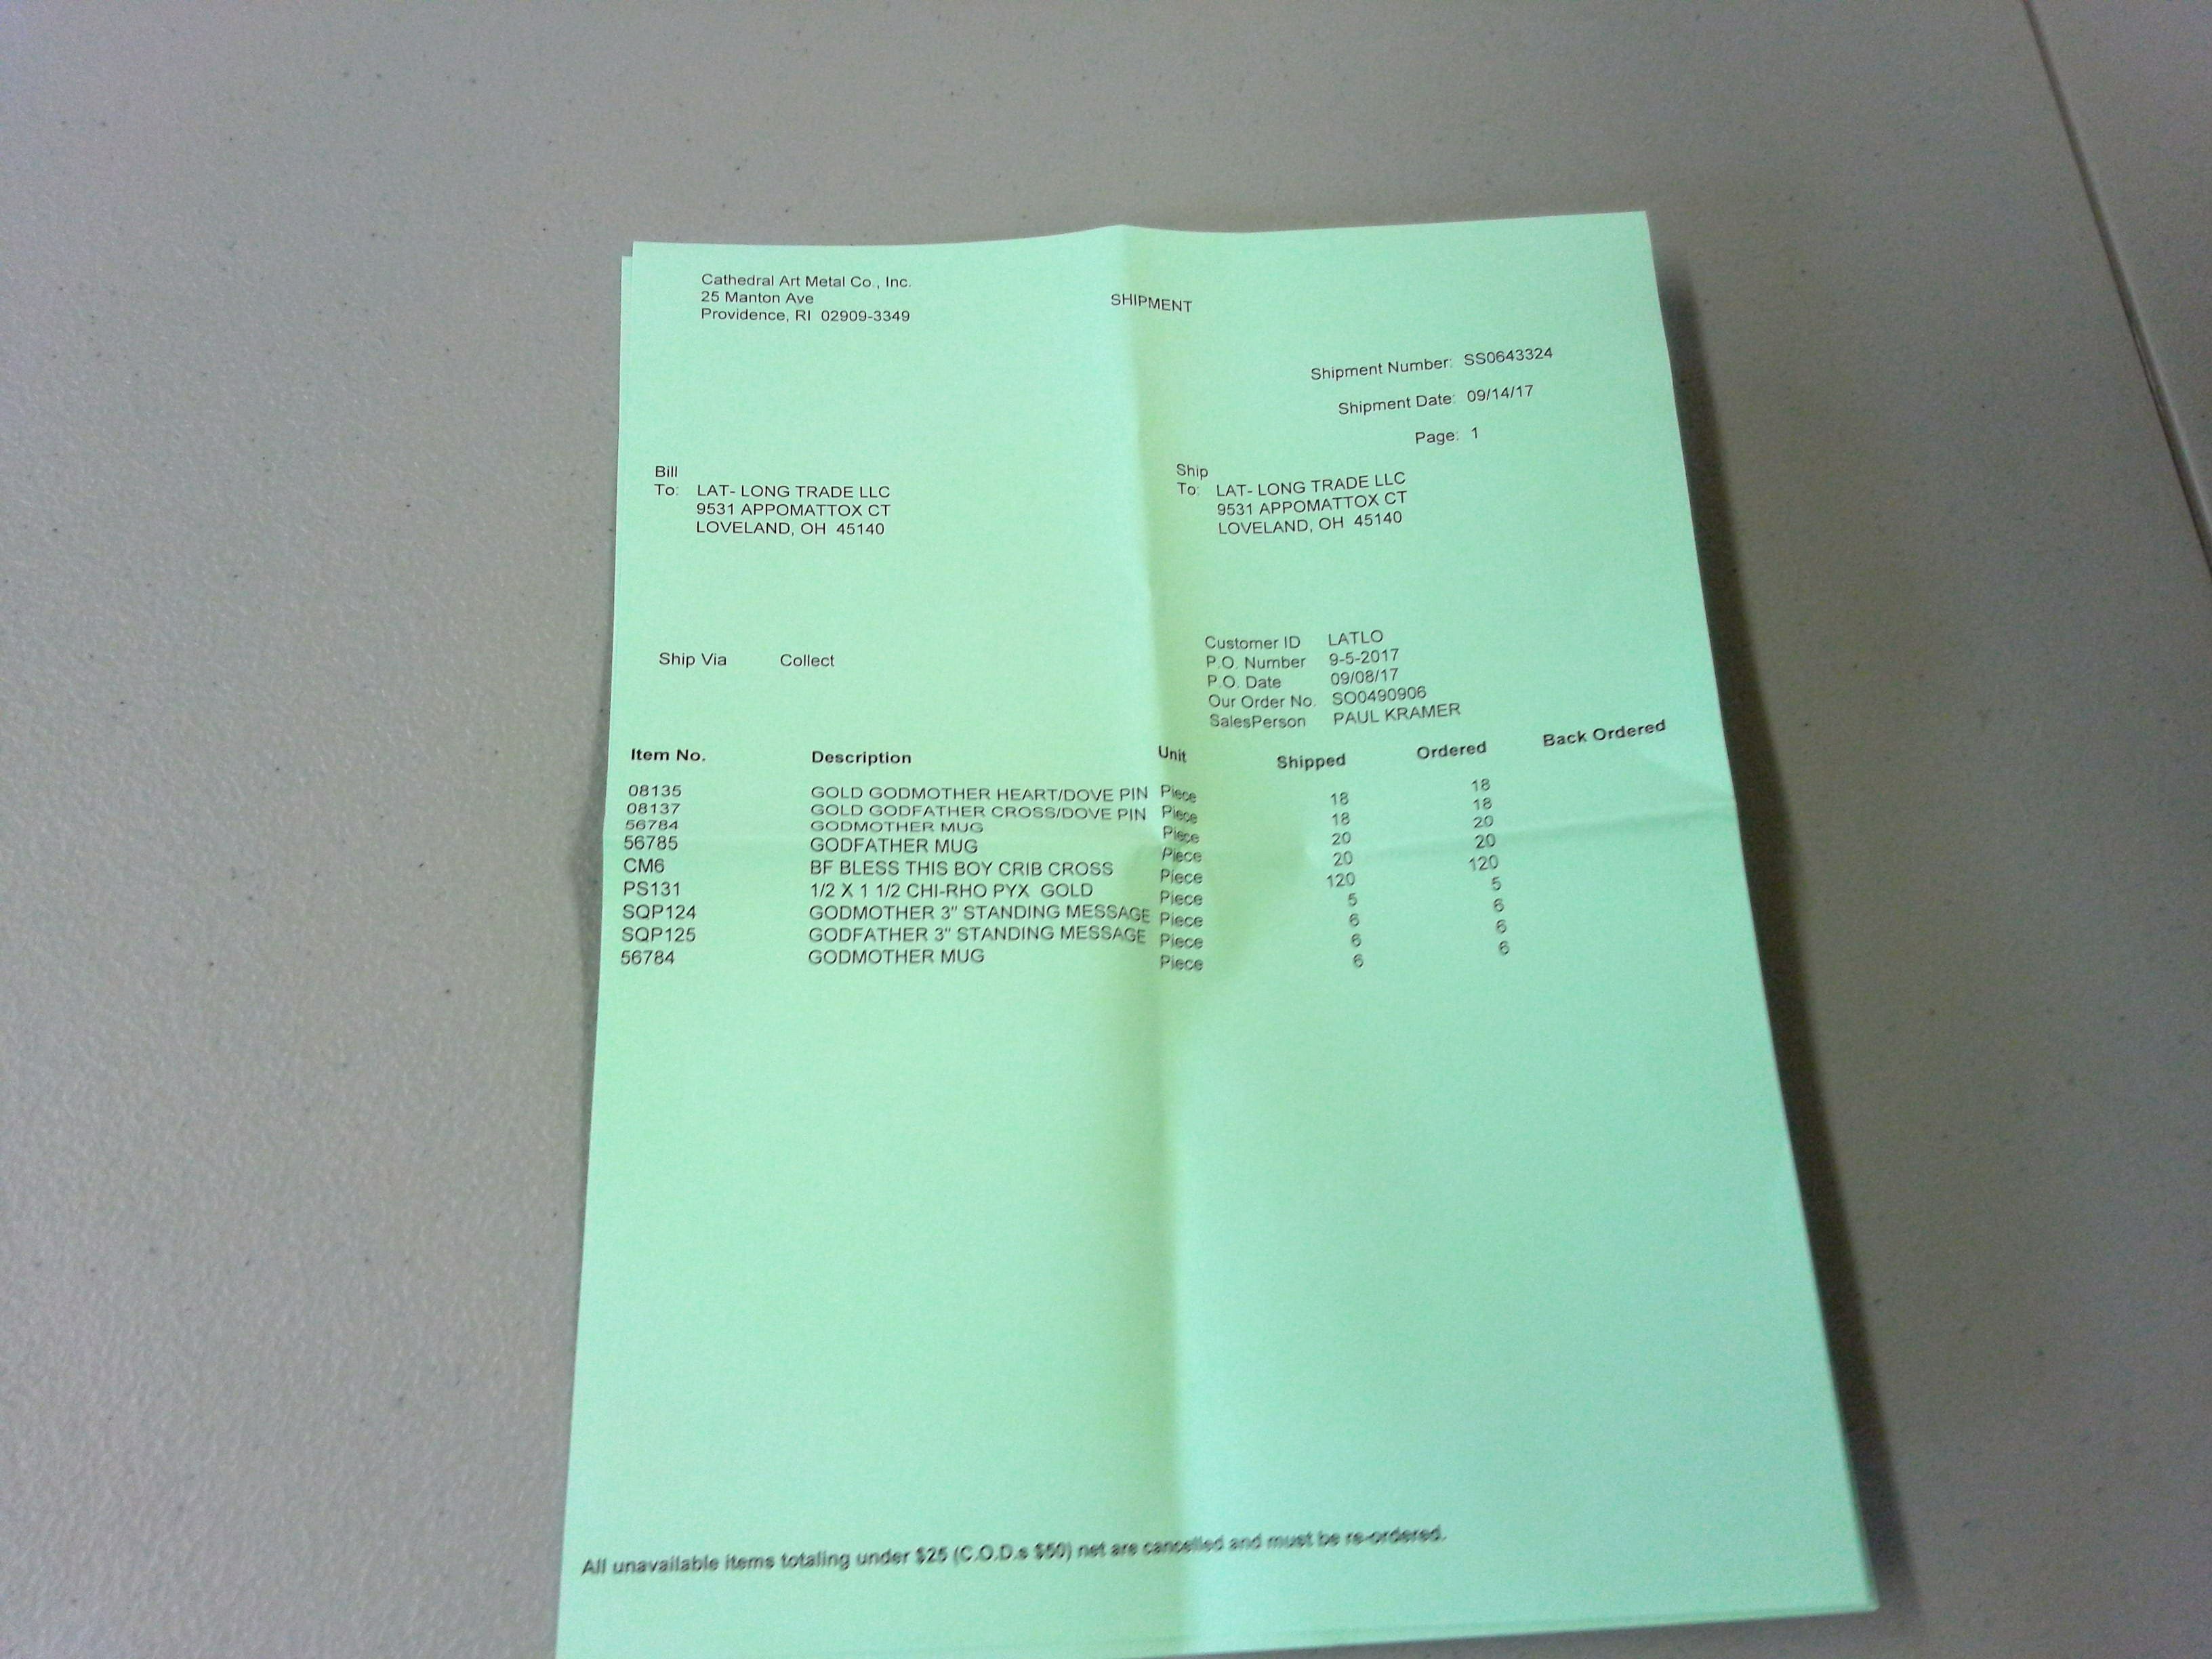 Cathedral Art Metal Co., Inc.
25 Manton Ave
Providence, RI 02909-3349
SHIPMENT
Shipment Number: SS0643324
Shipment Date: 09/14/17
Page: 1
Bill
To: LAT- LONG TRADE LLC
9531 APPOMATTOX CT
LOVELAND, OH 45140
Ship
To: LAT- LONG TRADE LLC
9531 APPOMATTOX CT
LOVELAND, OH 45140
Ship Via Collect
Customer ID LATLO
P.O. Number 9-5-2017
P.O. Date 09/08/17
Our Order No. SO0490906
SalesPerson PAUL KRAMER
Item No. Description Unit Shipped Ordered Back Ordered
08135 GOLD GODMOTHER HEART/DOVE PIN Piece 18 18
08137 GOLD GODFATHER CROSS/DOVE PIN Piece 18 18
56784 GODMOTHER MUG Piece 20 20
56785 GODFATHER MUG Piece 20 20
CM6 BF BLESS THIS BOY CRIB CROSS Piece 120 120
PS131 1/2 X 1 1/2 CHI-RHO PYX GOLD Piece 5 5
SQP124 GODMOTHER 3" STANDING MESSAGE Piece 6 6
SQP125 GODFATHER 3" STANDING MESSAGE Piece 6 6
56784 GODMOTHER MUG Piece 6 6
All unavailable items totaling under $25 (C.O.D.s $50) net are cancelled and must be re-ordered.